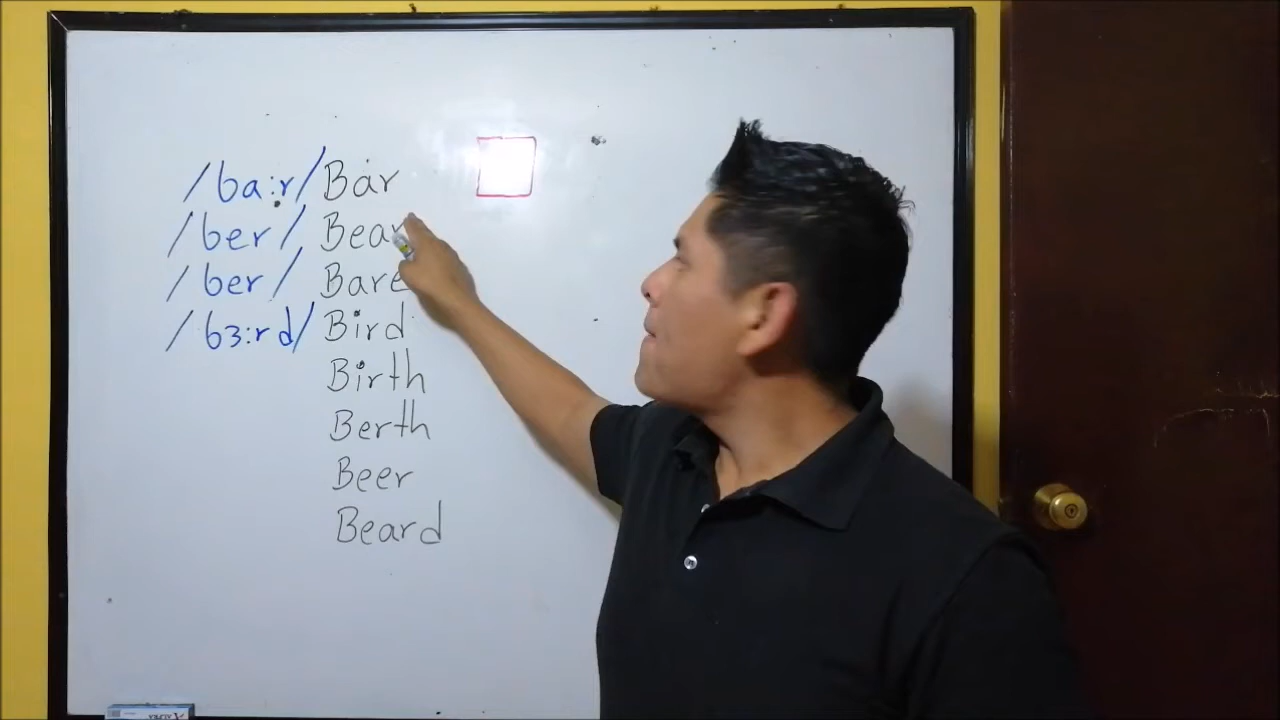 /ba:r/ Bar
/ber/ Bear
/ber/ Bare
/bɜ:rd/ Bird
Birth
Berth
Beer
Beard